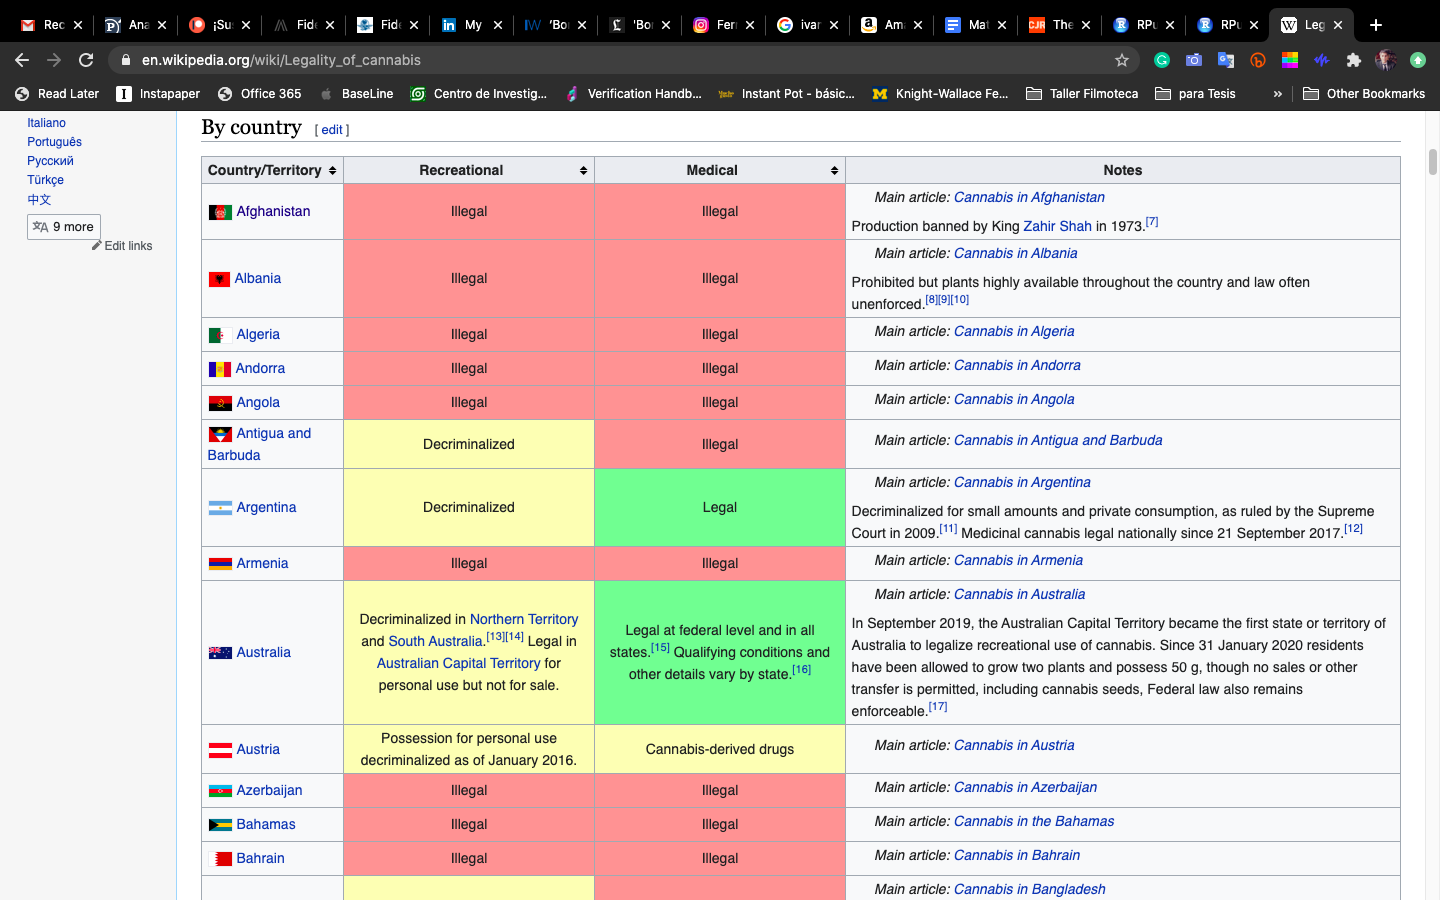 Rec
Ana
¡Su
Fide
Fide
My
'Bo
'Bo
Feri
ivar
Ama
Mat
The
RPu
RPu
Leg
en.wikipedia.org/wiki/Legality_of_cannabis
Read Later
Instapaper
Office 365
BaseLine
Centro de Investig...
Verification Handb...
Instant Pot - básic...
Knight-Wallace Fe...
Taller Filmoteca
para Tesis
»
Other Bookmarks
Italiano
Português
Русский
Türkçe
中文
9 more
Edit links
By country [ edit ]
Country/Territory Recreational Medical Notes
Afghanistan Illegal Illegal
Main article: Cannabis in Afghanistan
Production banned by King Zahir Shah in 1973.[7]
Albania Illegal Illegal
Main article: Cannabis in Albania
Prohibited but plants highly available throughout the country and law often
unenforced.[8][9][10]
Algeria Illegal Illegal Main article: Cannabis in Algeria
Andorra Illegal Illegal Main article: Cannabis in Andorra
Angola Illegal Illegal Main article: Cannabis in Angola
Antigua and
Barbuda
Decriminalized Illegal Main article: Cannabis in Antigua and Barbuda
Argentina Decriminalized Legal
Main article: Cannabis in Argentina
Decriminalized for small amounts and private consumption, as ruled by the Supreme
Court in 2009.[11] Medicinal cannabis legal nationally since 21 September 2017.[12]
Armenia Illegal Illegal Main article: Cannabis in Armenia
Australia
Decriminalized in Northern Territory
and South Australia.[13][14] Legal in
Australian Capital Territory for
personal use but not for sale.
Legal at federal level and in all
states.[15] Qualifying conditions and
other details vary by state.[16]
Main article: Cannabis in Australia
In September 2019, the Australian Capital Territory became the first state or territory of
Australia to legalize recreational use of cannabis. Since 31 January 2020 residents
have been allowed to grow two plants and possess 50 g, though no sales or other
transfer is permitted, including cannabis seeds, Federal law also remains
enforceable.[17]
Austria
Possession for personal use
decriminalized as of January 2016.
Cannabis-derived drugs
Main article: Cannabis in Austria
Azerbaijan Illegal Illegal Main article: Cannabis in Azerbaijan
Bahamas Illegal Illegal Main article: Cannabis in the Bahamas
Bahrain Illegal Illegal Main article: Cannabis in Bahrain
Main article: Cannabis in Bangladesh